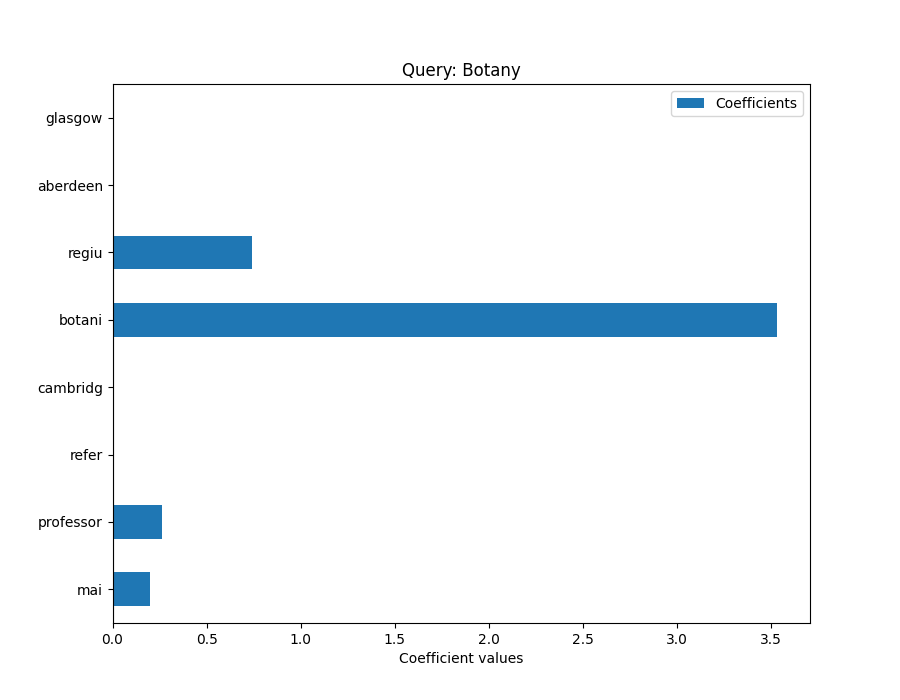 Query: Botany
Coefficients
glasgow
aberdeen
regiu
botani
cambridg
refer
professor
mai
0.0 0.5 1.0 1.5 2.0 2.5 3.0 3.5
Coefficient values